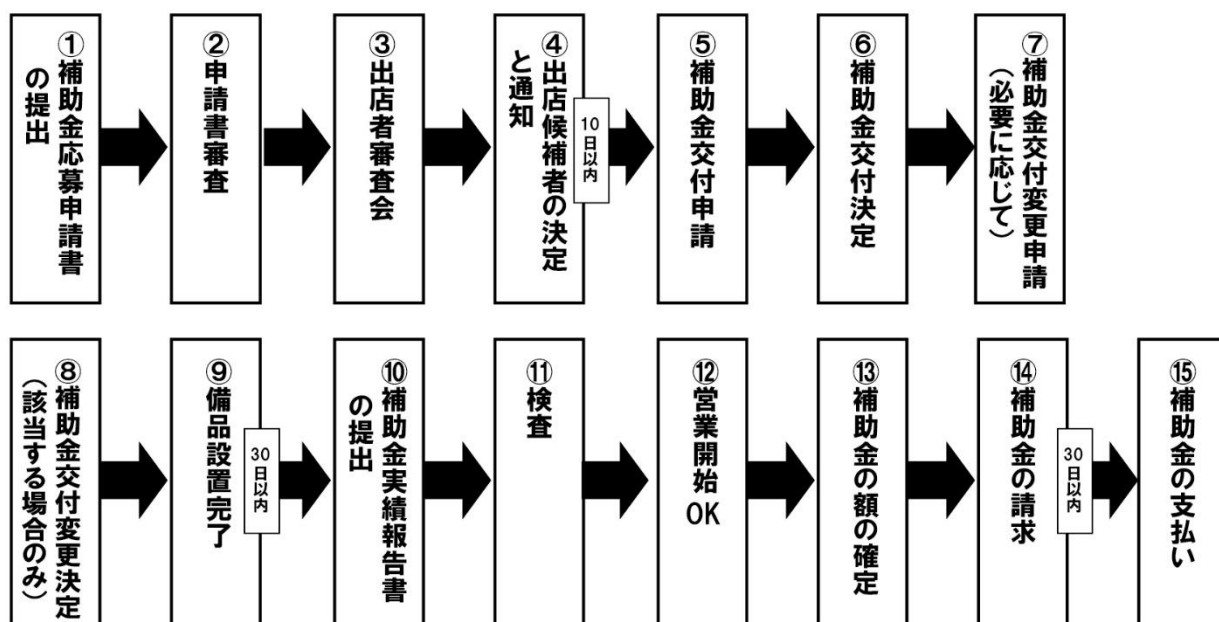 ①補助金応募申請書
の提出
②申請書審査
③出店者審査会
④出店候補者の決定
と通知
10日以内
⑤補助金交付申請
⑥補助金交付決定
⑦補助金交付変更申請
（必要に応じて）
⑧補助金交付変更決定
（該当する場合のみ）
⑨備品設置完了
30日以内
⑩補助金実績報告書
の提出
⑪検査
⑫営業開始
OK
⑬補助金の額の確定
⑭補助金の請求
30日以内
⑮補助金の支払い